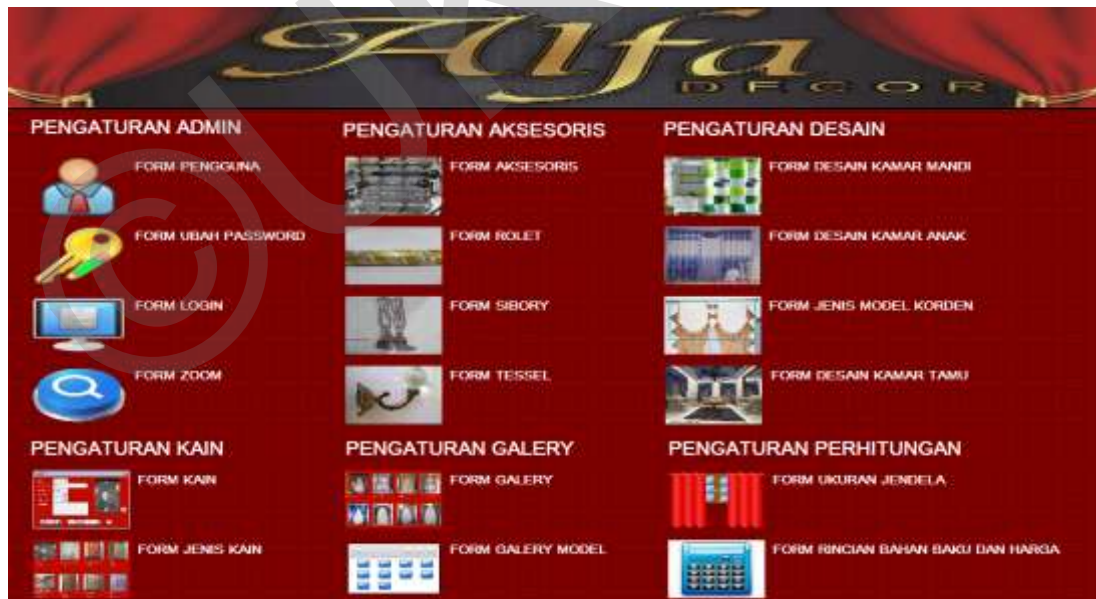 Alfa
DECOR
PENGATURAN ADMIN
FORM PENGGUNA
FORM UBAH PASSWORD
FORM LOGIN
FORM ZOOM
PENGATURAN AKSESORIS
FORM AKSESORIS
FORM ROLET
FORM SIBORY
FORM TESSEL
PENGATURAN DESAIN
FORM DESAIN KAMAR MANDI
FORM DESAIN KAMAR ANAK
FORM JENIS MODEL KORDEN
FORM DESAIN KAMAR TAMU
PENGATURAN KAIN
FORM KAIN
FORM JENIS KAIN
PENGATURAN GALERY
FORM GALERY
FORM GALERY MODEL
PENGATURAN PERHITUNGAN
FORM UKURAN JENDELA
FORM RINCIAN BAHAN BAKU DAN HARGA